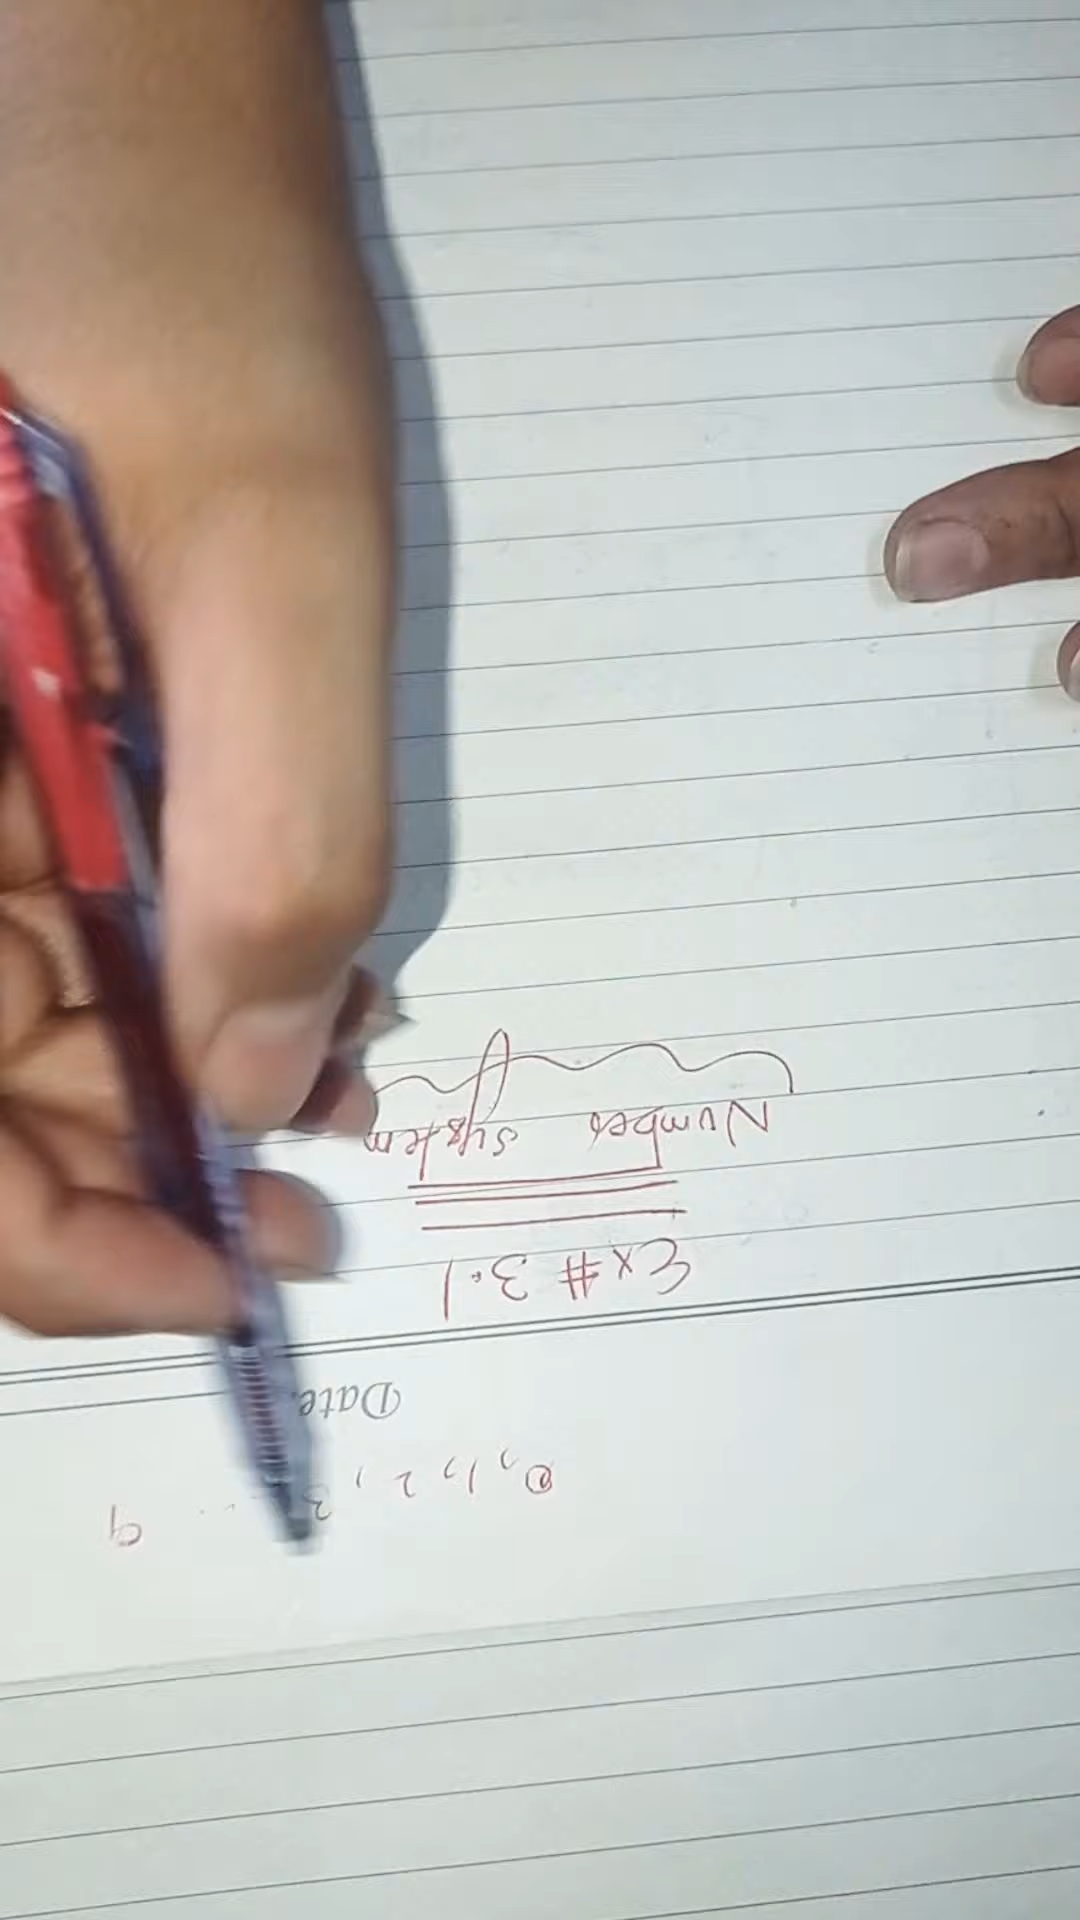 0, 1, 2, 3, ... 9
Date.
Ex # 3.1
Number system